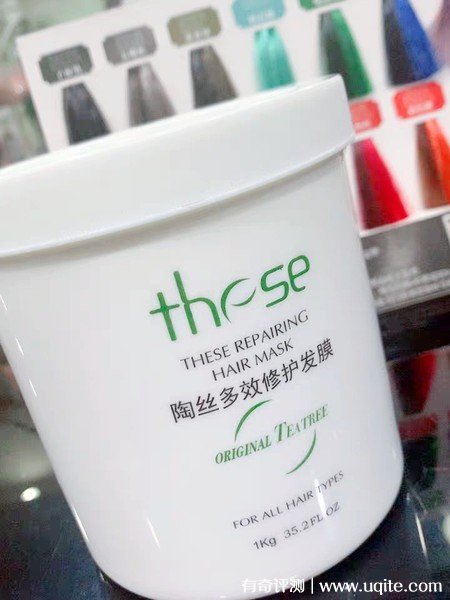 those
THESE REPAIRING
HAIR MASK
陶丝多效修护发膜
ORIGINAL TEATREE
FOR ALL HAIR TYPES
1Kg 35.2FL OZ
有奇评测 | www.uqite.com